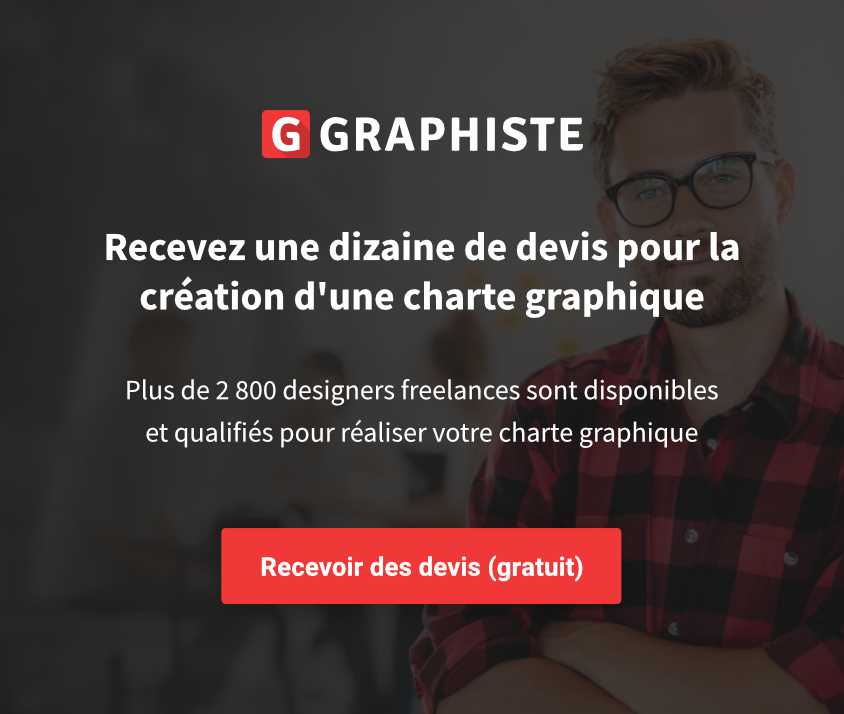 G GRAPHISTE
Recevez une dizaine de devis pour la
création d'une charte graphique
Plus de 2 800 designers freelances sont disponibles
et qualifiés pour réaliser votre charte graphique
Recevoir des devis (gratuit)